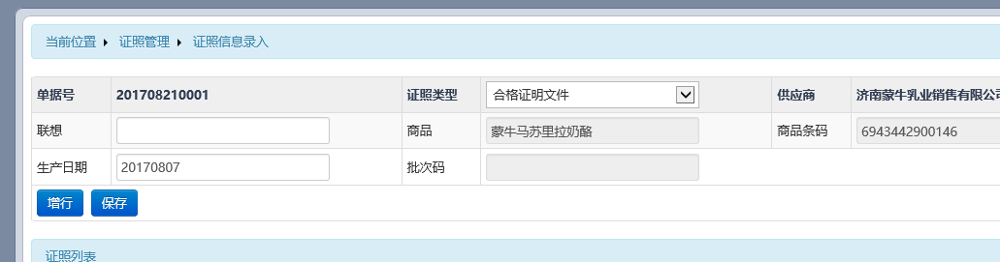 当前位置 证照管理 证照信息录入
单据号 201708210001 证照类型 合格证明文件 供应商 济南蒙牛乳业销售有限公司
联想 商品 蒙牛马苏里拉奶酪 商品条码 6943442900146
生产日期 20170807 批次码
增行 保存
证照列表